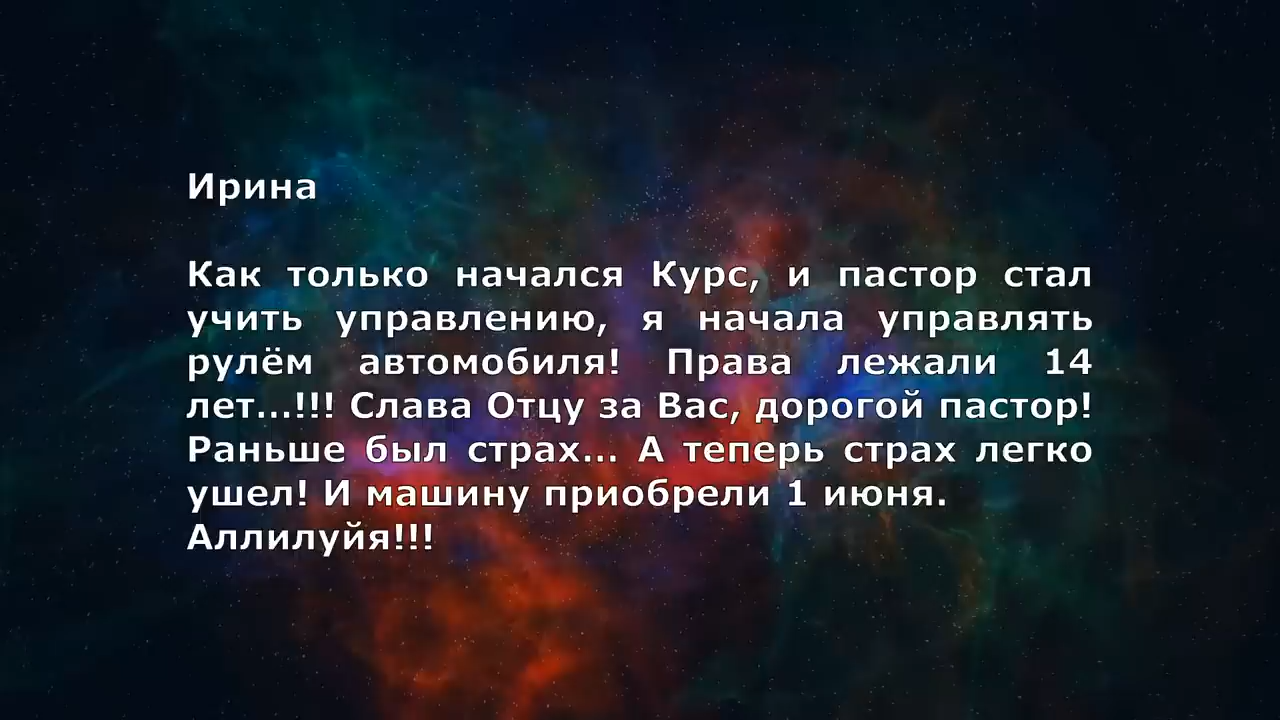 Ирина
Как только начался Курс, и пастор стал
учить управлению, я начала управлять
рулём автомобиля! Права лежали 14
лет...!!! Слава Отцу за Вас, дорогой пастор!
Раньше был страх... А теперь страх легко
ушел! И машину приобрели 1 июня.
Аллилуйя!!!